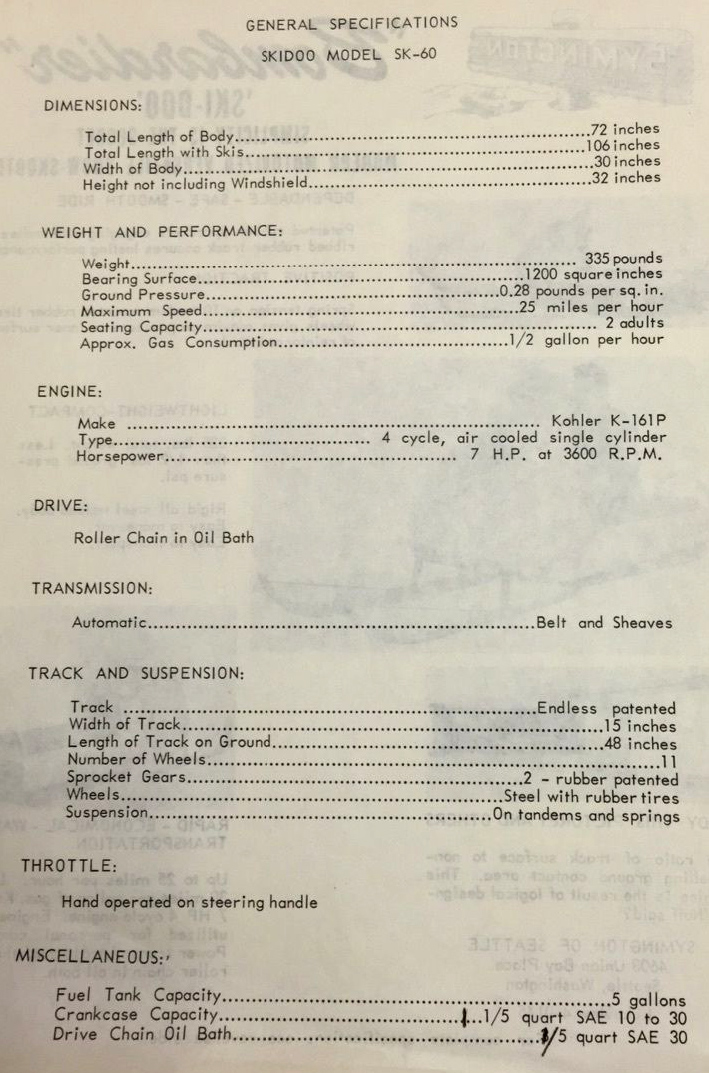 GENERAL SPECIFICATIONS
SKIDOO MODEL SK-60
DIMENSIONS:
Total Length of Body..........72 inches
Total Length with Skis..........106 inches
Width of Body..........30 inches
Height not including Windshield..........32 inches
WEIGHT AND PERFORMANCE:
Weight.......... 335 pounds
Bearing Surface..........1200 square inches
Ground Pressure..........0.28 pounds per sq. in.
Maximum Speed..........25 miles per hour
Seating Capacity.......... 2 adults
Approx. Gas Consumption..........1/2 gallon per hour
ENGINE:
Make .......... Kohler K-161P
Type.......... 4 cycle, air cooled single cylinder
Horsepower.......... 7 H.P. at 3600 R.P.M.
DRIVE:
Roller Chain in Oil Bath
TRANSMISSION:
Automatic..........Belt and Sheaves
TRACK AND SUSPENSION:
Track ..........Endless patented
Width of Track..........15 inches
Length of Track on Ground..........48 inches
Number of Wheels..........11
Sprocket Gears..........2 - rubber patented
Wheels..........Steel with rubber tires
Suspension..........On tandems and springs
THROTTLE:
Hand operated on steering handle
MISCELLANEOUS:
Fuel Tank Capacity..........5 gallons
Crankcase Capacity..........1/5 quart SAE 10 to 30
Drive Chain Oil Bath..........1/5 quart SAE 30